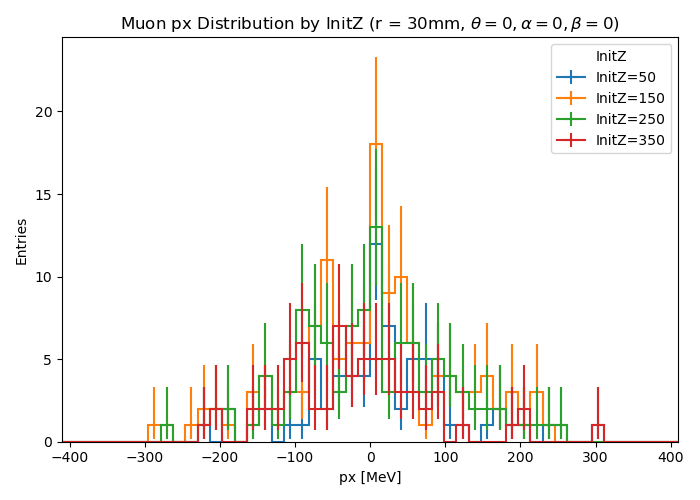 Muon px Distribution by InitZ (r = 30mm, θ = 0, α = 0, β = 0)
InitZ
InitZ=50
InitZ=150
InitZ=250
InitZ=350
Entries
20
15
10
5
0
−400 −300 −200 −100 0 100 200 300 400
px [MeV]